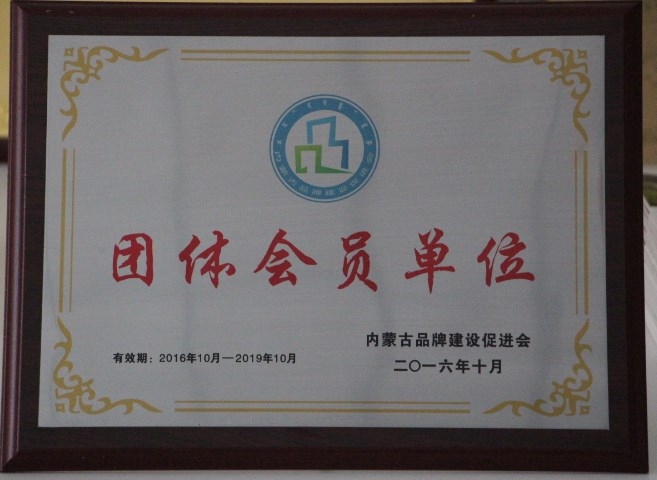 团体会员单位
内蒙古品牌建设促进会
有效期：2016年10月—2019年10月
二〇一六年十月